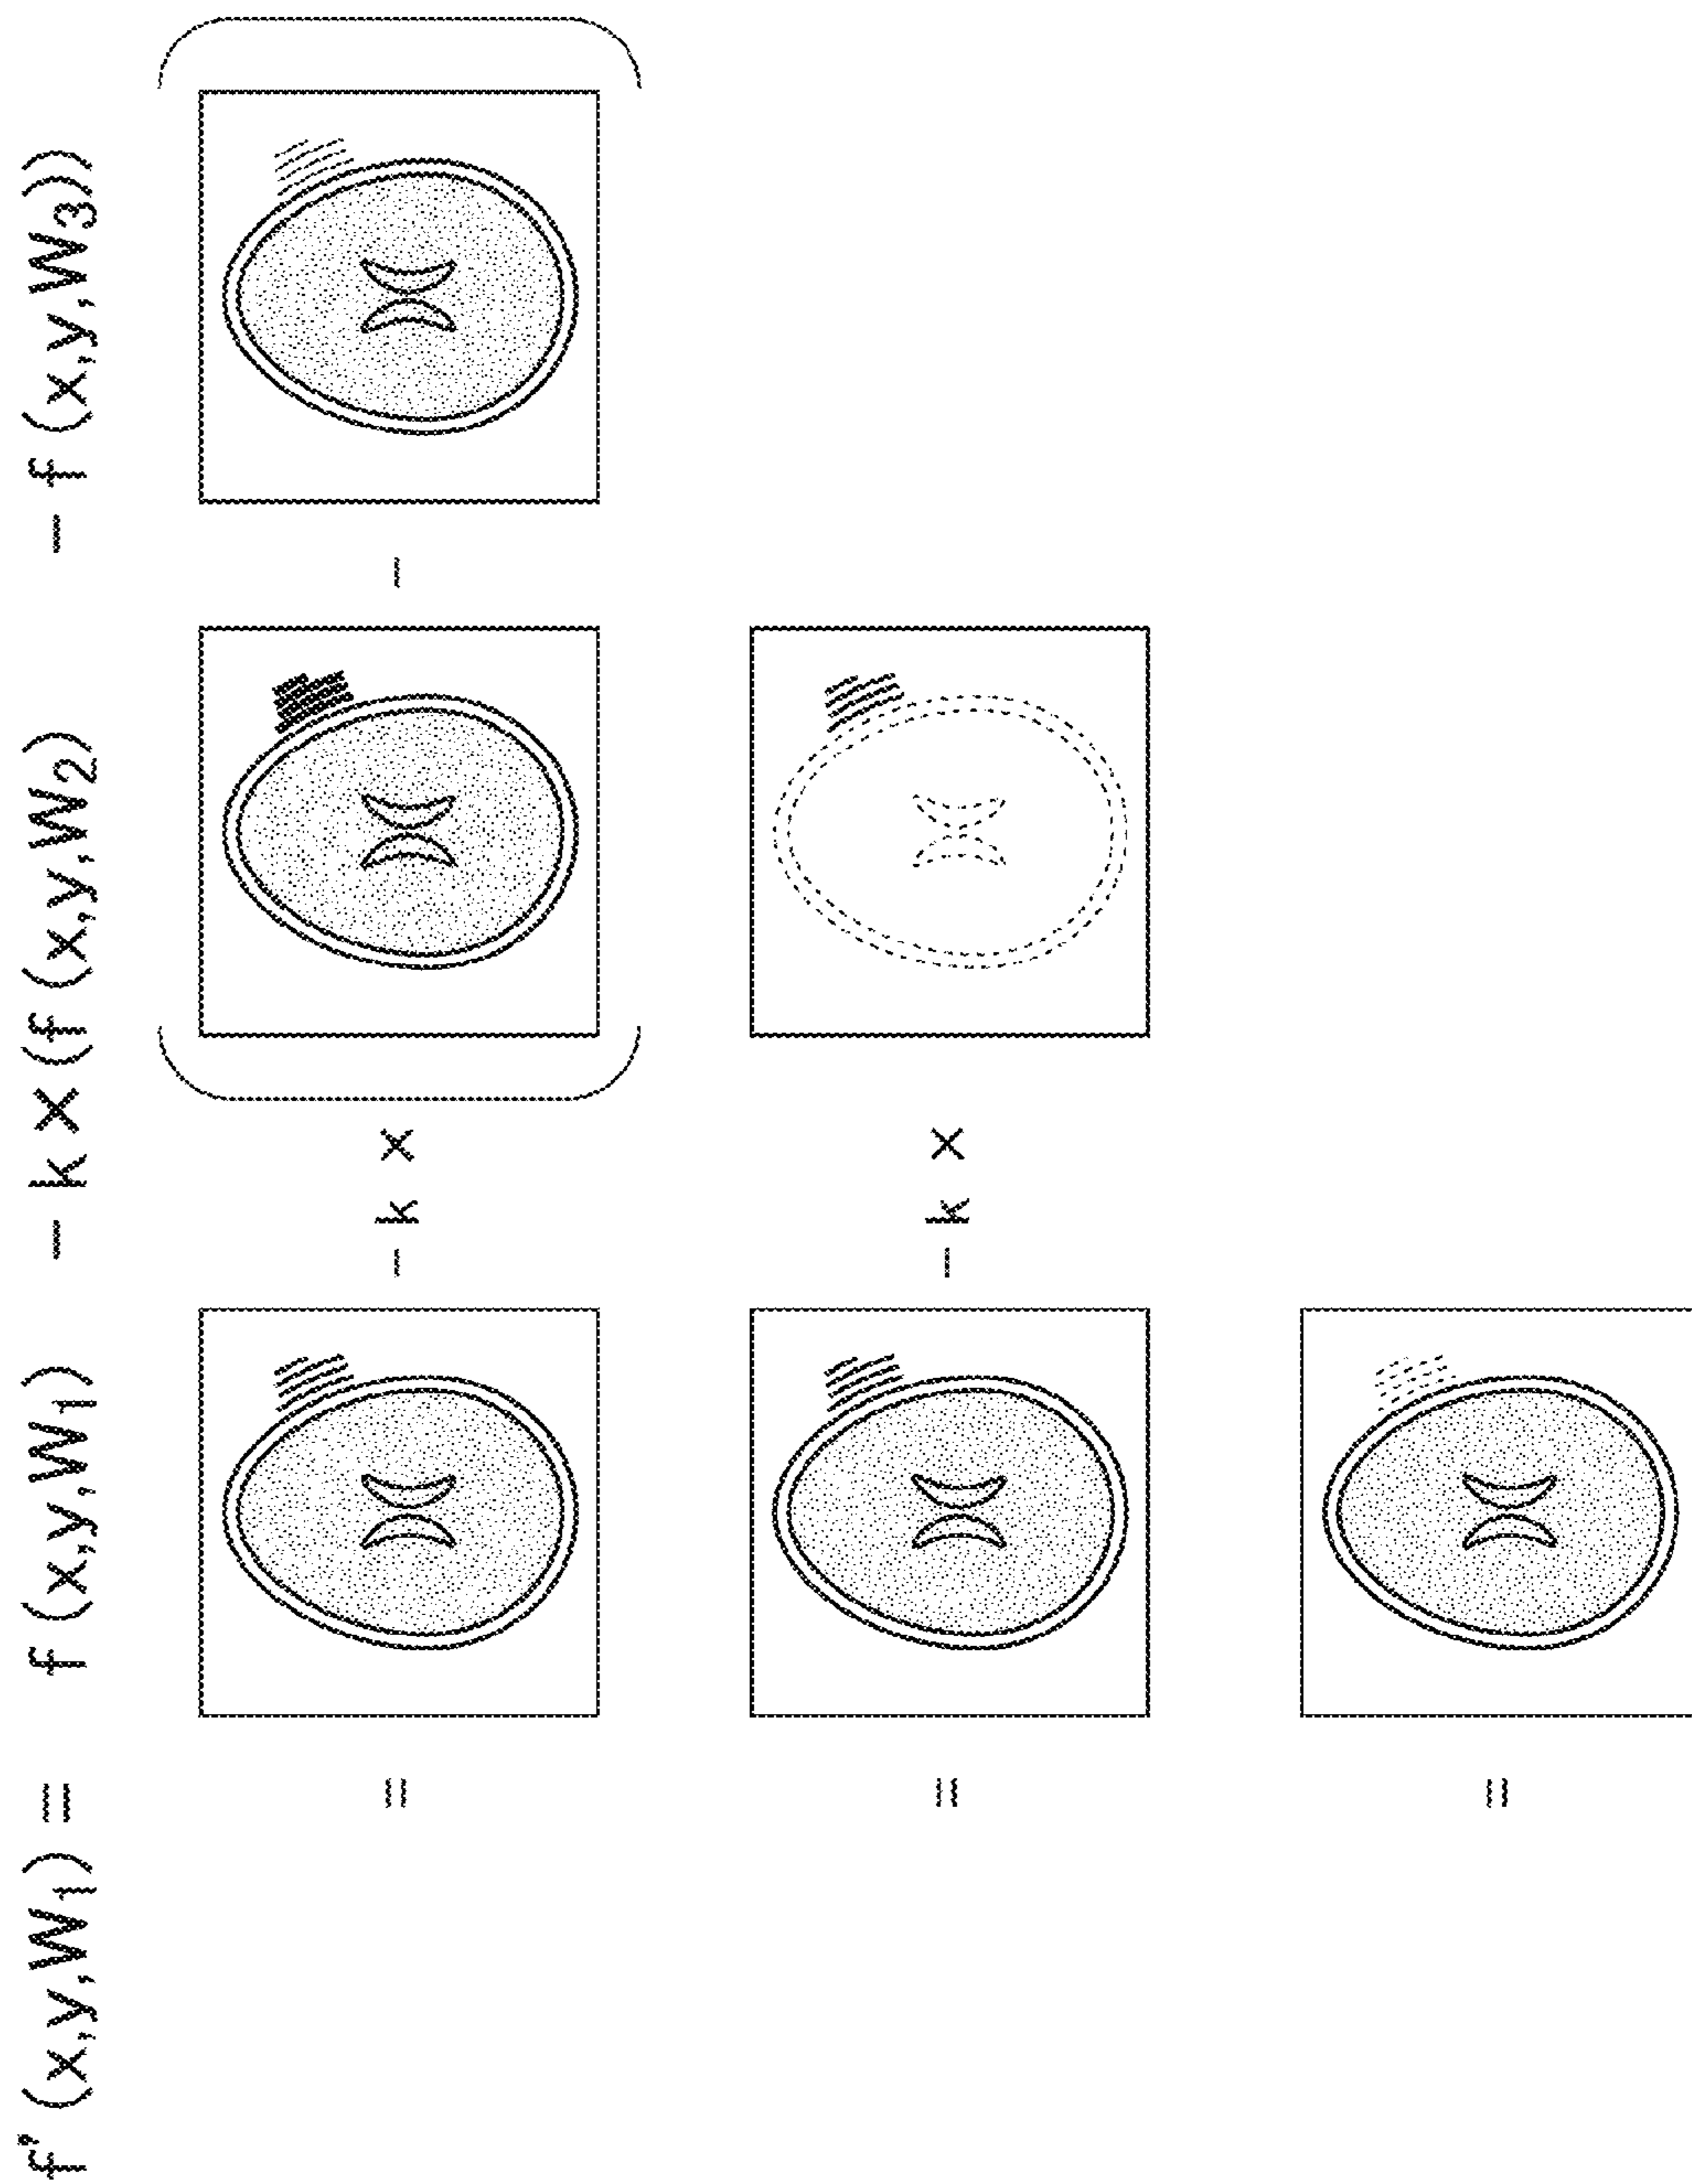 f' (x,y,W1) = f (x,y,W1) − k × (f (x,y,W2) − f (x,y,W3))
= − k × −
= − k ×
=